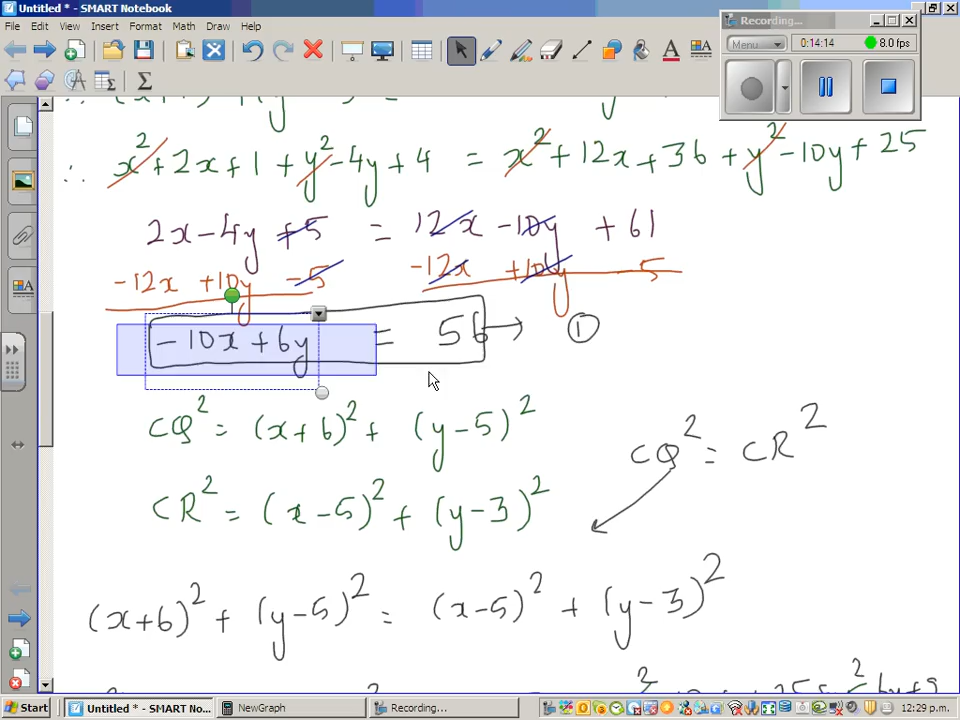 Untitled * - SMART Notebook
File Edit View Insert Format Math Draw Help
Recording...
Menu 0:14:14 8.0 fps
∴ x² + 2x + 1 + y² - 4y + 4 = x² + 12x + 36 + y² - 10y + 25
2x - 4y + 5 = 12x - 10y + 61
-12x + 10y - 5 -12x + 10y 5
- 10x + 6y = 56 → ①
CQ² = (x+6)² + (y-5)²
CQ² = CR²
CR² = (x-5)² + (y-3)²
(x+6)² + (y-5)² = (x-5)² + (y-3)²
Start Untitled * - SMART No... NewGraph Recording... 12:29 pm